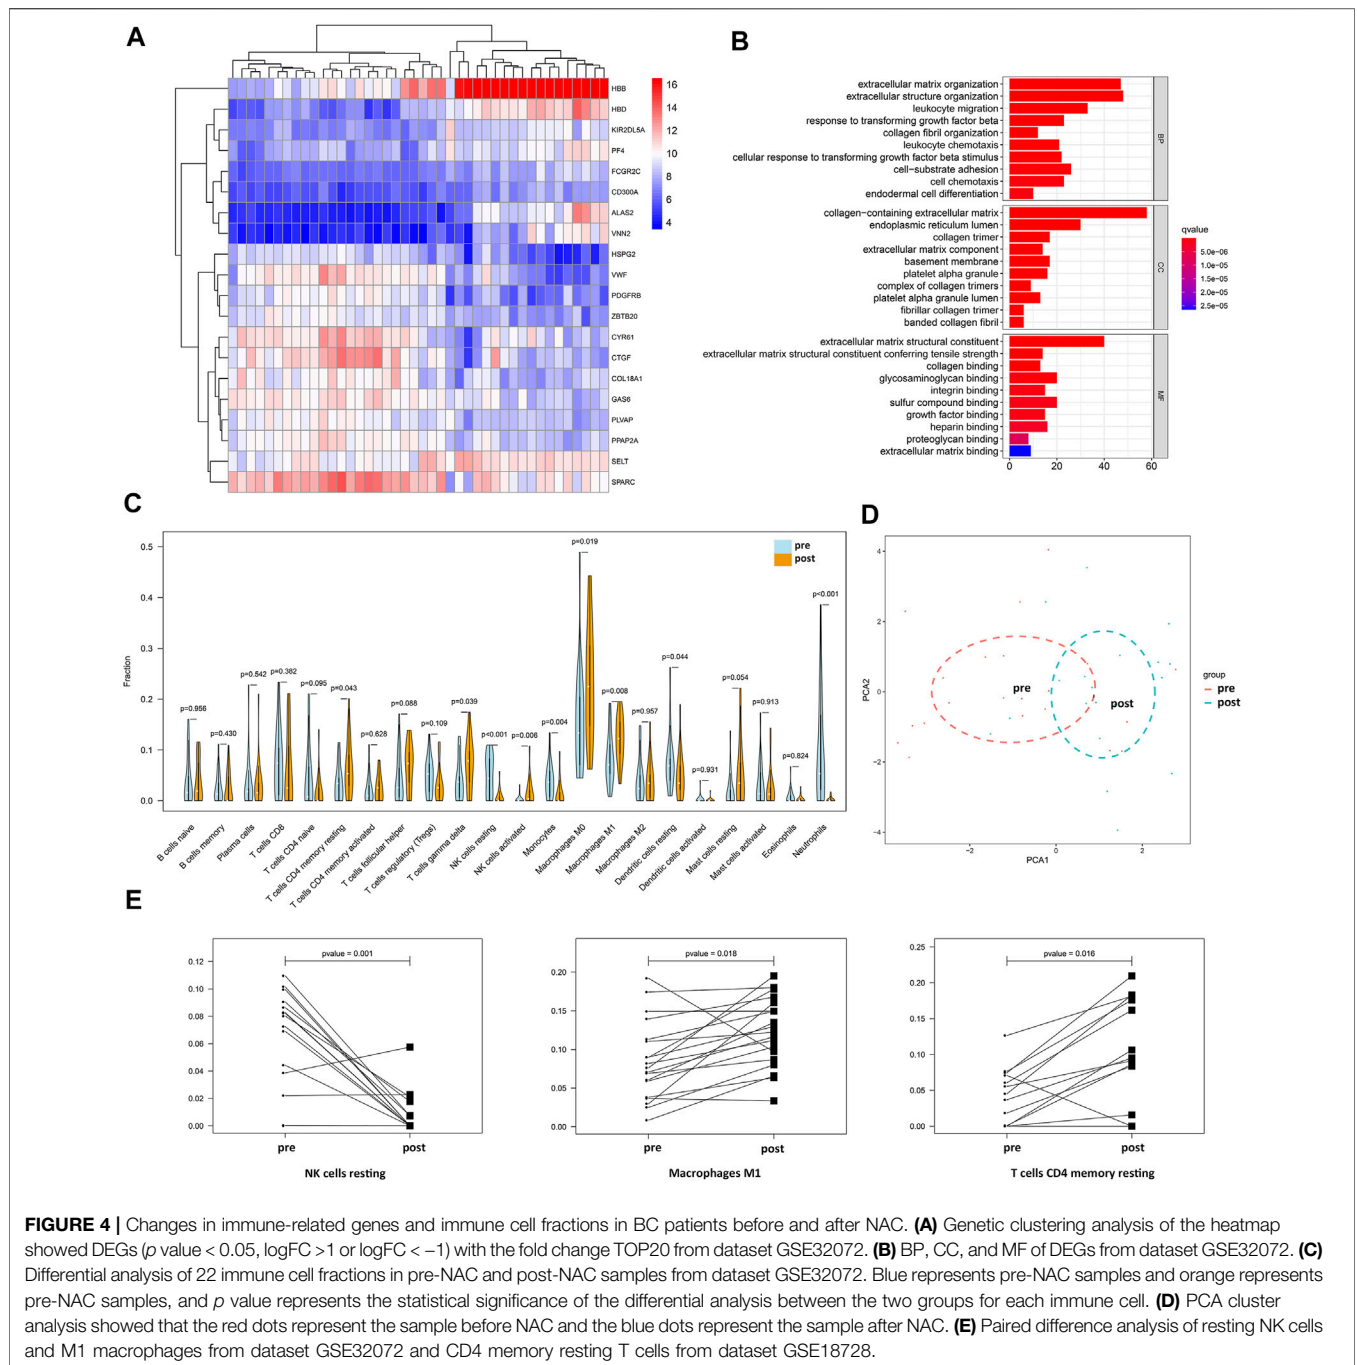 A
16
14
12
10
8
6
4
HBB
HBD
KIR2DL5A
PF4
FCGR2C
CD300A
ALAS2
VNN2
HSPG2
VWF
PDGFRB
ZBTB20
CYR61
CTGF
COL18A1
GAS6
PLVAP
PPAP2A
SELT
SPARC
B
extracellular matrix organization
extracellular structure organization
leukocyte migration
response to transforming growth factor beta
collagen fibril organization
leukocyte chemotaxis
cellular response to transforming growth factor beta stimulus
cell−substrate adhesion
cell chemotaxis
endodermal cell differentiation
BP
collagen−containing extracellular matrix
endoplasmic reticulum lumen
collagen trimer
extracellular matrix component
basement membrane
platelet alpha granule
complex of collagen trimers
platelet alpha granule lumen
fibrillar collagen trimer
banded collagen fibril
CC
extracellular matrix structural constituent
extracellular matrix structural constituent conferring tensile strength
collagen binding
glycosaminoglycan binding
integrin binding
sulfur compound binding
growth factor binding
heparin binding
proteoglycan binding
extracellular matrix binding
MF
0 20 40 60
qvalue
5.0e−06
1.0e−05
1.5e−05
2.0e−05
2.5e−05
C
Fraction
0.5
0.4
0.3
0.2
0.1
0.0
pre
post
p=0.956
p=0.430
p=0.542
p=0.382
p=0.095
p=0.043
p=0.628
p=0.088
p=0.109
p=0.039
p<0.001
p=0.006
p=0.004
p=0.019
p=0.008
p=0.957
p=0.044
p=0.931
p=0.054
p=0.913
p=0.824
p<0.001
B cells naive
B cells memory
Plasma cells
T cells CD8
T cells CD4 naive
T cells CD4 memory resting
T cells CD4 memory activated
T cells follicular helper
T cells regulatory (Tregs)
T cells gamma delta
NK cells resting
NK cells activated
Monocytes
Macrophages M0
Macrophages M1
Macrophages M2
Dendritic cells resting
Dendritic cells activated
Mast cells resting
Mast cells activated
Eosinophils
Neutrophils
D
PCA2
4
2
0
−2
−4
pre
post
−2 0 2
PCA1
group
pre
post
E
0.12
0.10
0.08
0.06
0.04
0.02
0.00
pvalue = 0.001
pre post
NK cells resting
0.20
0.15
0.10
0.05
0.00
pvalue = 0.018
pre post
Macrophages M1
0.25
0.20
0.15
0.10
0.05
0.00
pvalue = 0.016
pre post
T cells CD4 memory resting
FIGURE 4 | Changes in immune-related genes and immune cell fractions in BC patients before and after NAC. (A) Genetic clustering analysis of the heatmap
showed DEGs (p value < 0.05, logFC >1 or logFC < −1) with the fold change TOP20 from dataset GSE32072. (B) BP, CC, and MF of DEGs from dataset GSE32072. (C)
Differential analysis of 22 immune cell fractions in pre-NAC and post-NAC samples from dataset GSE32072. Blue represents pre-NAC samples and orange represents
pre-NAC samples, and p value represents the statistical significance of the differential analysis between the two groups for each immune cell. (D) PCA cluster
analysis showed that the red dots represent the sample before NAC and the blue dots represent the sample after NAC. (E) Paired difference analysis of resting NK cells
and M1 macrophages from dataset GSE32072 and CD4 memory resting T cells from dataset GSE18728.